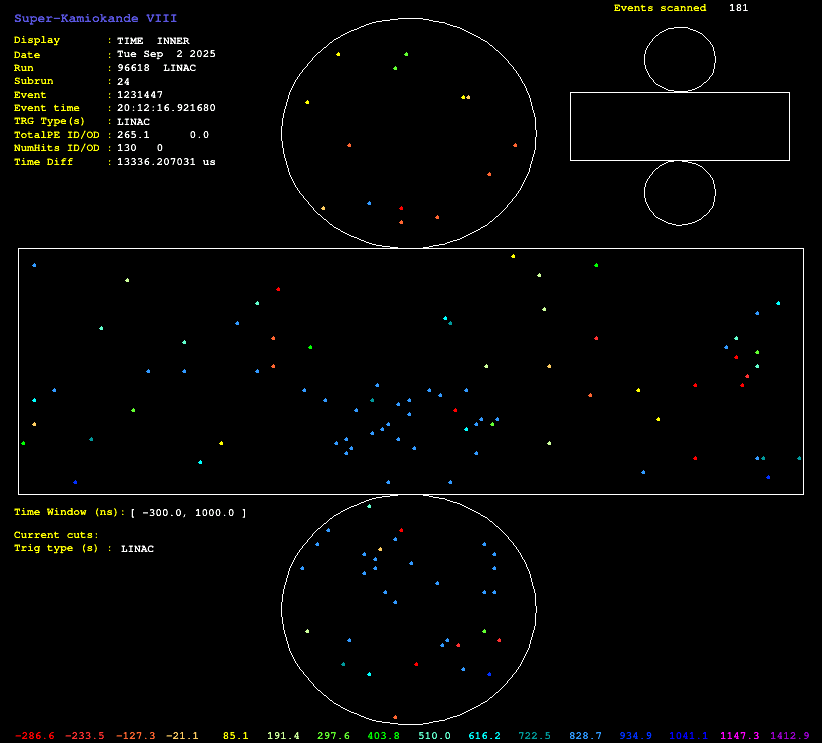 Super-Kamiokande VIII
Events scanned 181
Display : TIME INNER
Date : Tue Sep 2 2025
Run : 96618 LINAC
Subrun : 24
Event : 1231447
Event time : 20:12:16.921680
TRG Type(s) : LINAC
TotalPE ID/OD : 265.1 0.0
NumHits ID/OD : 130 0
Time Diff : 13336.207031 us
Time Window (ns): [ -300.0, 1000.0 ]
Current cuts:
Trig type (s) : LINAC
-286.6 -233.5 -127.3 -21.1 85.1 191.4 297.6 403.8 510.0 616.2 722.5 828.7 934.9 1041.1 1147.3 1412.9